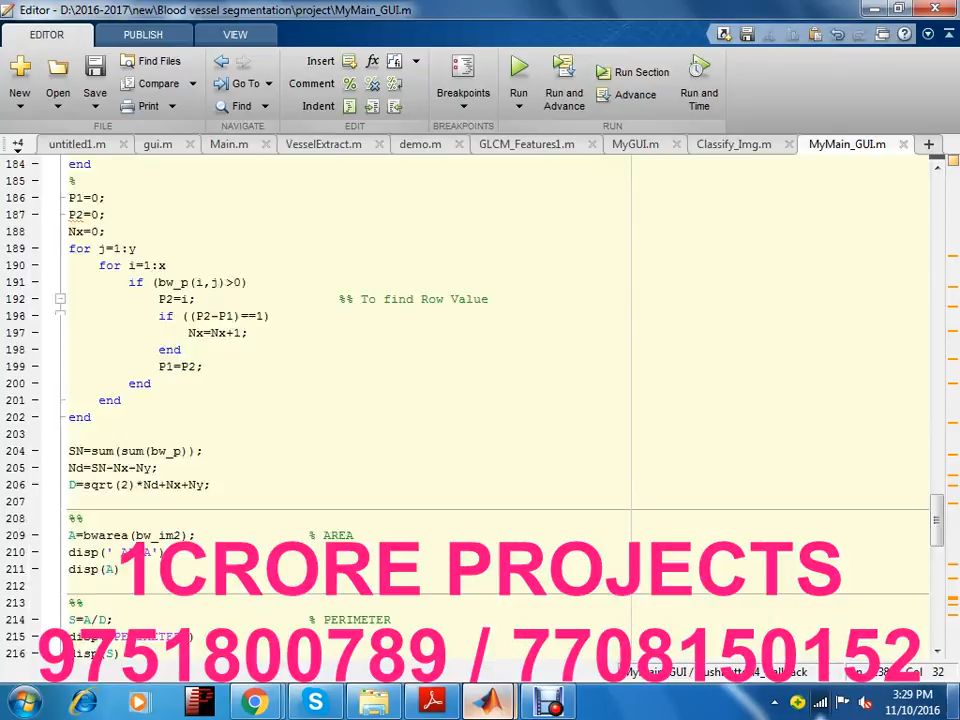 Editor - D:\2016-2017\new\Blood vessel segmentation\project\MyMain_GUI.m
EDITOR PUBLISH VIEW
New Open Save Find Files Compare Print
Go To Find
Insert Comment Indent
Breakpoints
Run Run and Advance Run Section Advance Run and Time
FILE NAVIGATE EDIT BREAKPOINTS RUN
+4 untitled1.m gui.m Main.m VesselExtract.m demo.m GLCM_Features1.m MyGUI.m Classify_Img.m MyMain_GUI.m
184 end
185 %
186 P1=0;
187 P2=0;
188 Nx=0;
189 for j=1:y
190 for i=1:x
191 if (bw_p(i,j)>0)
192 P2=i; %% To find Row Value
198 if ((P2-P1)==1)
197 Nx=Nx+1;
198 end
199 P1=P2;
200 end
201 end
202 end
203
204 SN=sum(sum(bw_p));
205 Nd=SN-Nx-Ny;
206 D=sqrt(2)*Nd+Nx+Ny;
207
208 %%
209 A=bwarea(bw_im2); % AREA
210 disp('
211 disp(A)
212
213 %%
214 S=A/D; % PERIMETER
215
216
1CRORE PROJECTS
9751800789 / 7708150152
3:29 PM
11/10/2016